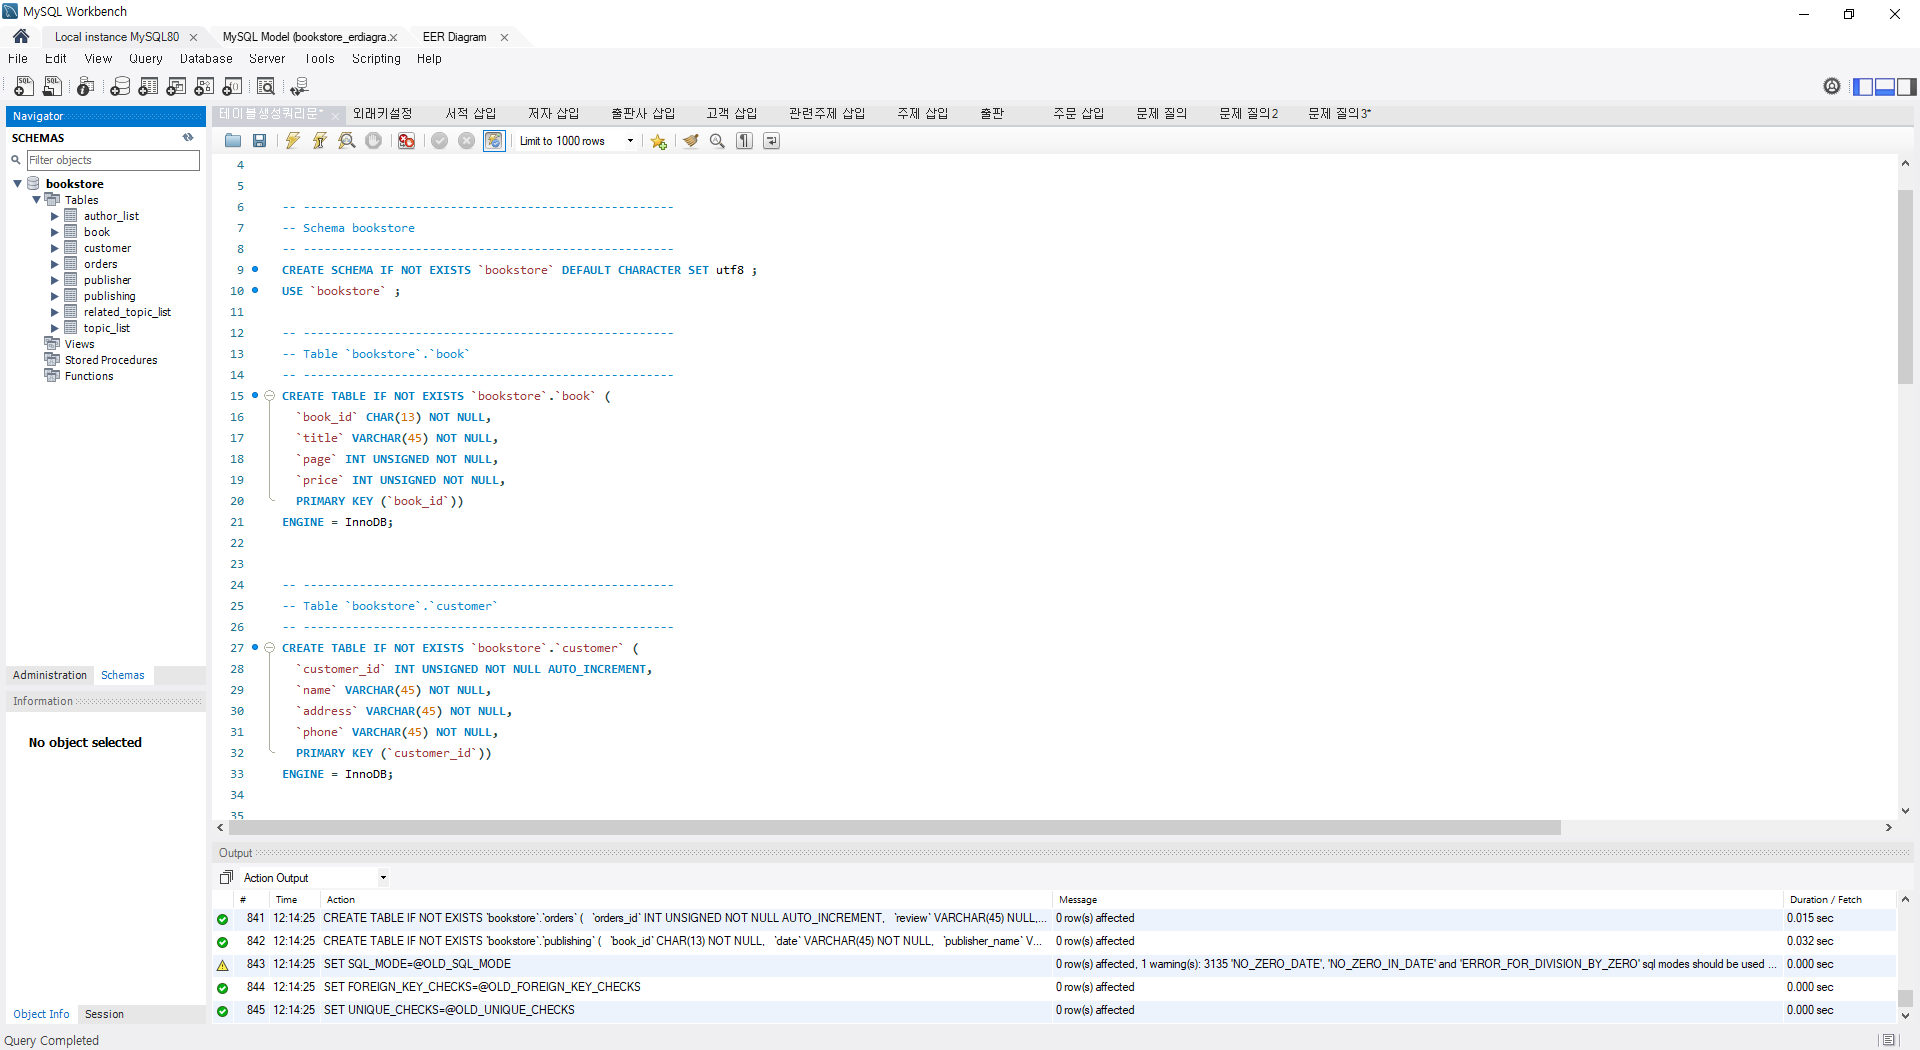 MySQL Workbench
Local instance MySQL80
MySQL Model (bookstore_erdiagra...
EER Diagram
File Edit View Query Database Server Tools Scripting Help
Navigator
SCHEMAS
Filter objects
bookstore
Tables
author_list
book
customer
orders
publisher
publishing
related_topic_list
topic_list
Views
Stored Procedures
Functions
Administration Schemas
Information
No object selected
Object Info Session
테이블생성쿼리문* 외래키설정 서적 삽입 저자 삽입 출판사 삽입 고객 삽입 관련주제 삽입 주제 삽입 출판 주문 삽입 문제 질의 문제 질의2 문제 질의3*
Limit to 1000 rows
4
5
6 -- -----------------------------------------------------
7 -- Schema bookstore
8 -- -----------------------------------------------------
9 CREATE SCHEMA IF NOT EXISTS `bookstore` DEFAULT CHARACTER SET utf8 ;
10 USE `bookstore` ;
11
12 -- -----------------------------------------------------
13 -- Table `bookstore`.`book`
14 -- -----------------------------------------------------
15 CREATE TABLE IF NOT EXISTS `bookstore`.`book` (
16 `book_id` CHAR(13) NOT NULL,
17 `title` VARCHAR(45) NOT NULL,
18 `page` INT UNSIGNED NOT NULL,
19 `price` INT UNSIGNED NOT NULL,
20 PRIMARY KEY (`book_id`))
21 ENGINE = InnoDB;
22
23
24 -- -----------------------------------------------------
25 -- Table `bookstore`.`customer`
26 -- -----------------------------------------------------
27 CREATE TABLE IF NOT EXISTS `bookstore`.`customer` (
28 `customer_id` INT UNSIGNED NOT NULL AUTO_INCREMENT,
29 `name` VARCHAR(45) NOT NULL,
30 `address` VARCHAR(45) NOT NULL,
31 `phone` VARCHAR(45) NOT NULL,
32 PRIMARY KEY (`customer_id`))
33 ENGINE = InnoDB;
34
35
Output
Action Output
# Time Action Message Duration / Fetch
841 12:14:25 CREATE TABLE IF NOT EXISTS `bookstore`.`orders` ( `orders_id` INT UNSIGNED NOT NULL AUTO_INCREMENT, `review` VARCHAR(45) NULL,... 0 row(s) affected 0.015 sec
842 12:14:25 CREATE TABLE IF NOT EXISTS `bookstore`.`publishing` ( `book_id` CHAR(13) NOT NULL, `date` VARCHAR(45) NOT NULL, `publisher_name` V... 0 row(s) affected 0.032 sec
843 12:14:25 SET SQL_MODE=@OLD_SQL_MODE 0 row(s) affected, 1 warning(s): 3135 'NO_ZERO_DATE', 'NO_ZERO_IN_DATE' and 'ERROR_FOR_DIVISION_BY_ZERO' sql modes should be used ... 0.000 sec
844 12:14:25 SET FOREIGN_KEY_CHECKS=@OLD_FOREIGN_KEY_CHECKS 0 row(s) affected 0.000 sec
845 12:14:25 SET UNIQUE_CHECKS=@OLD_UNIQUE_CHECKS 0 row(s) affected 0.000 sec
Query Completed